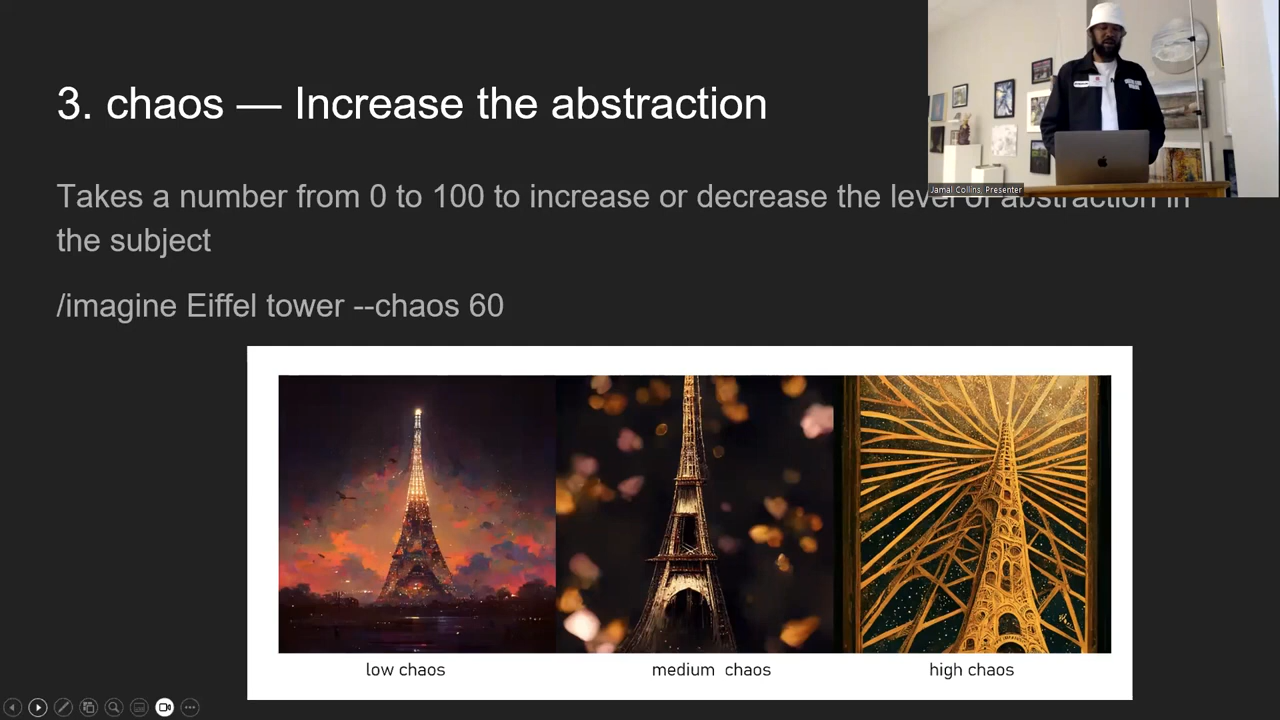 3. chaos — Increase the abstraction
Takes a number from 0 to 100 to increase or decrease the level of abstraction in
the subject
/imagine Eiffel tower --chaos 60
Jamal Collins, Presenter
low chaos
medium chaos
high chaos